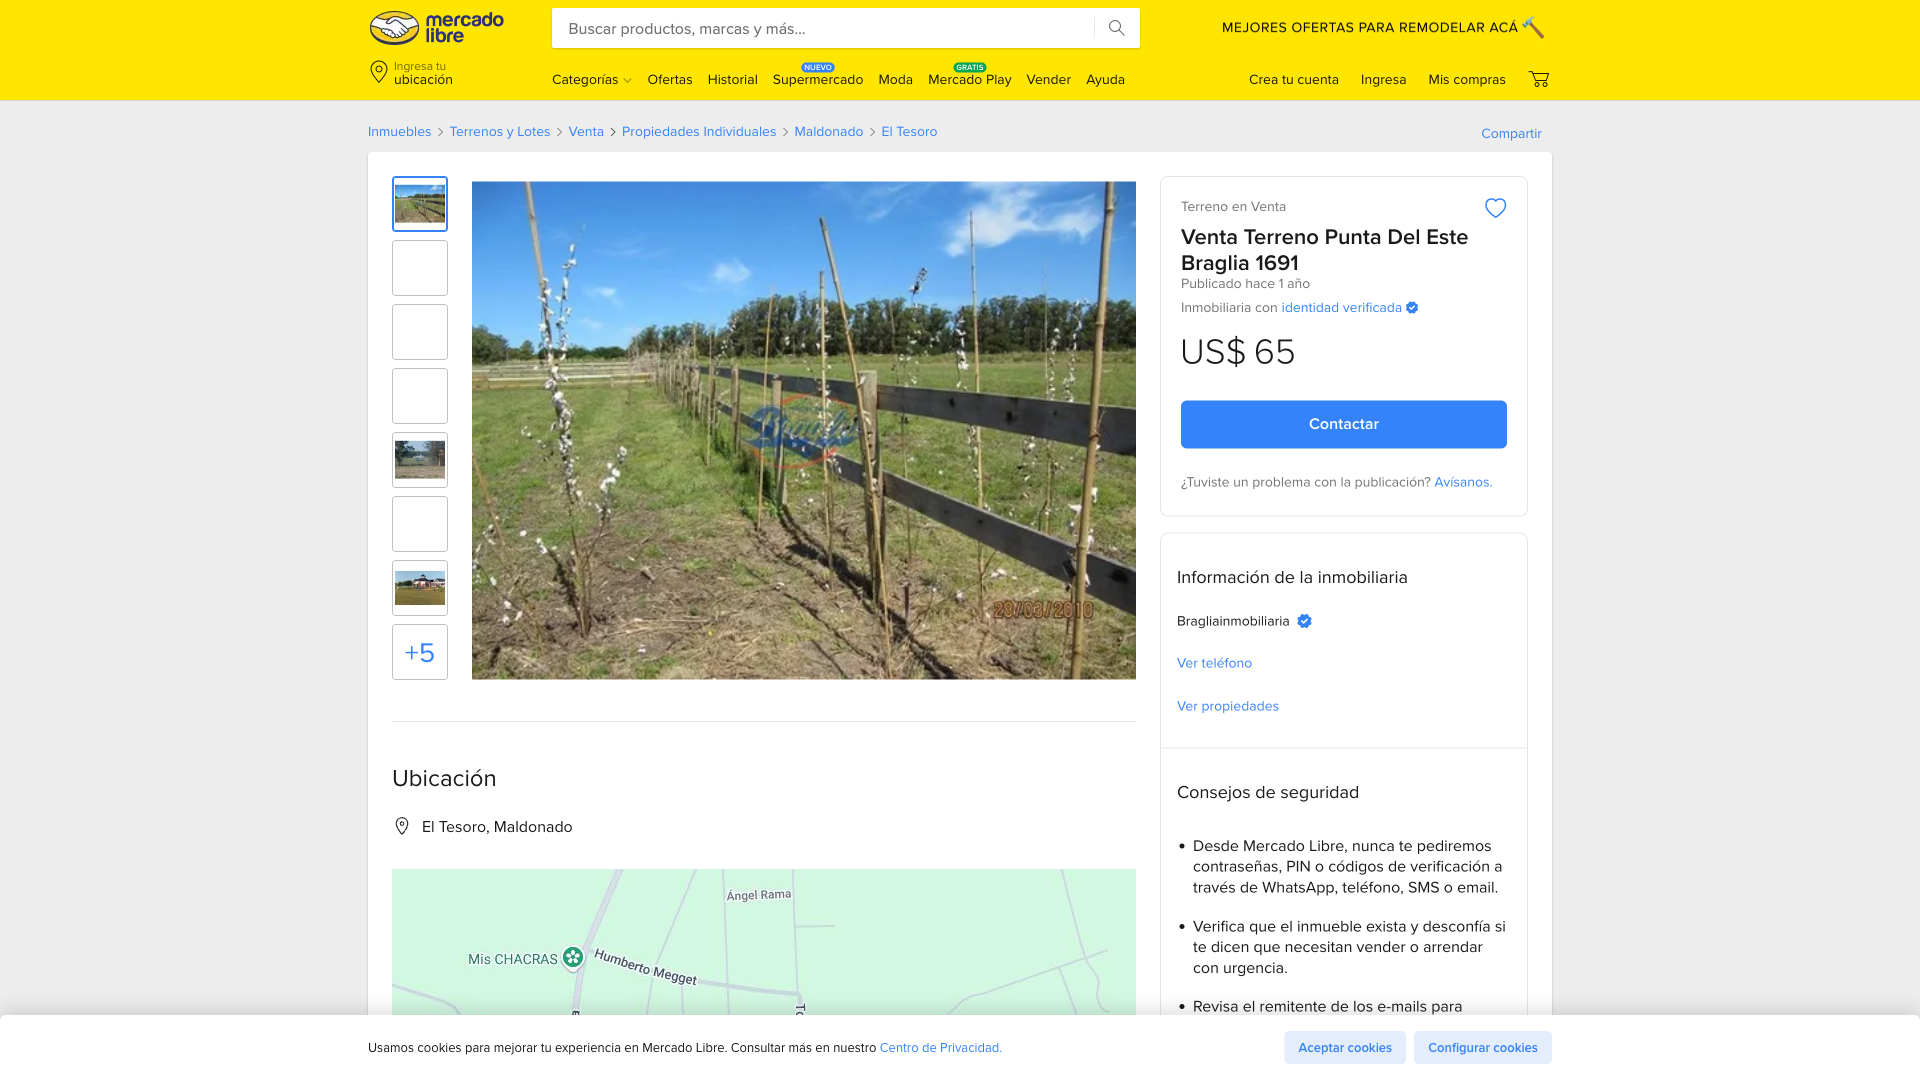 mercado
libre
Buscar productos, marcas y más...
MEJORES OFERTAS PARA REMODELAR ACÁ
Ingresa tu
ubicación
Categorías
Ofertas
Historial
NUEVO
Supermercado
Moda
GRATIS
Mercado Play
Vender
Ayuda
Crea tu cuenta
Ingresa
Mis compras
Inmuebles > Terrenos y Lotes > Venta > Propiedades Individuales > Maldonado > El Tesoro
Compartir
28/03/2010
+5
Terreno en Venta
Venta Terreno Punta Del Este
Braglia 1691
Publicado hace 1 año
Inmobiliaria con identidad verificada
US$ 65
Contactar
¿Tuviste un problema con la publicación? Avísanos.
Información de la inmobiliaria
Bragliainmobiliaria
Ver teléfono
Ver propiedades
Ubicación
El Tesoro, Maldonado
Ángel Rama
Mis CHACRAS
Humberto Megget
Consejos de seguridad
• Desde Mercado Libre, nunca te pediremos
contraseñas, PIN o códigos de verificación a
través de WhatsApp, teléfono, SMS o email.
• Verifica que el inmueble exista y desconfía si
te dicen que necesitan vender o arrendar
con urgencia.
• Revisa el remitente de los e-mails para
Usamos cookies para mejorar tu experiencia en Mercado Libre. Consultar más en nuestro Centro de Privacidad.
Aceptar cookies
Configurar cookies